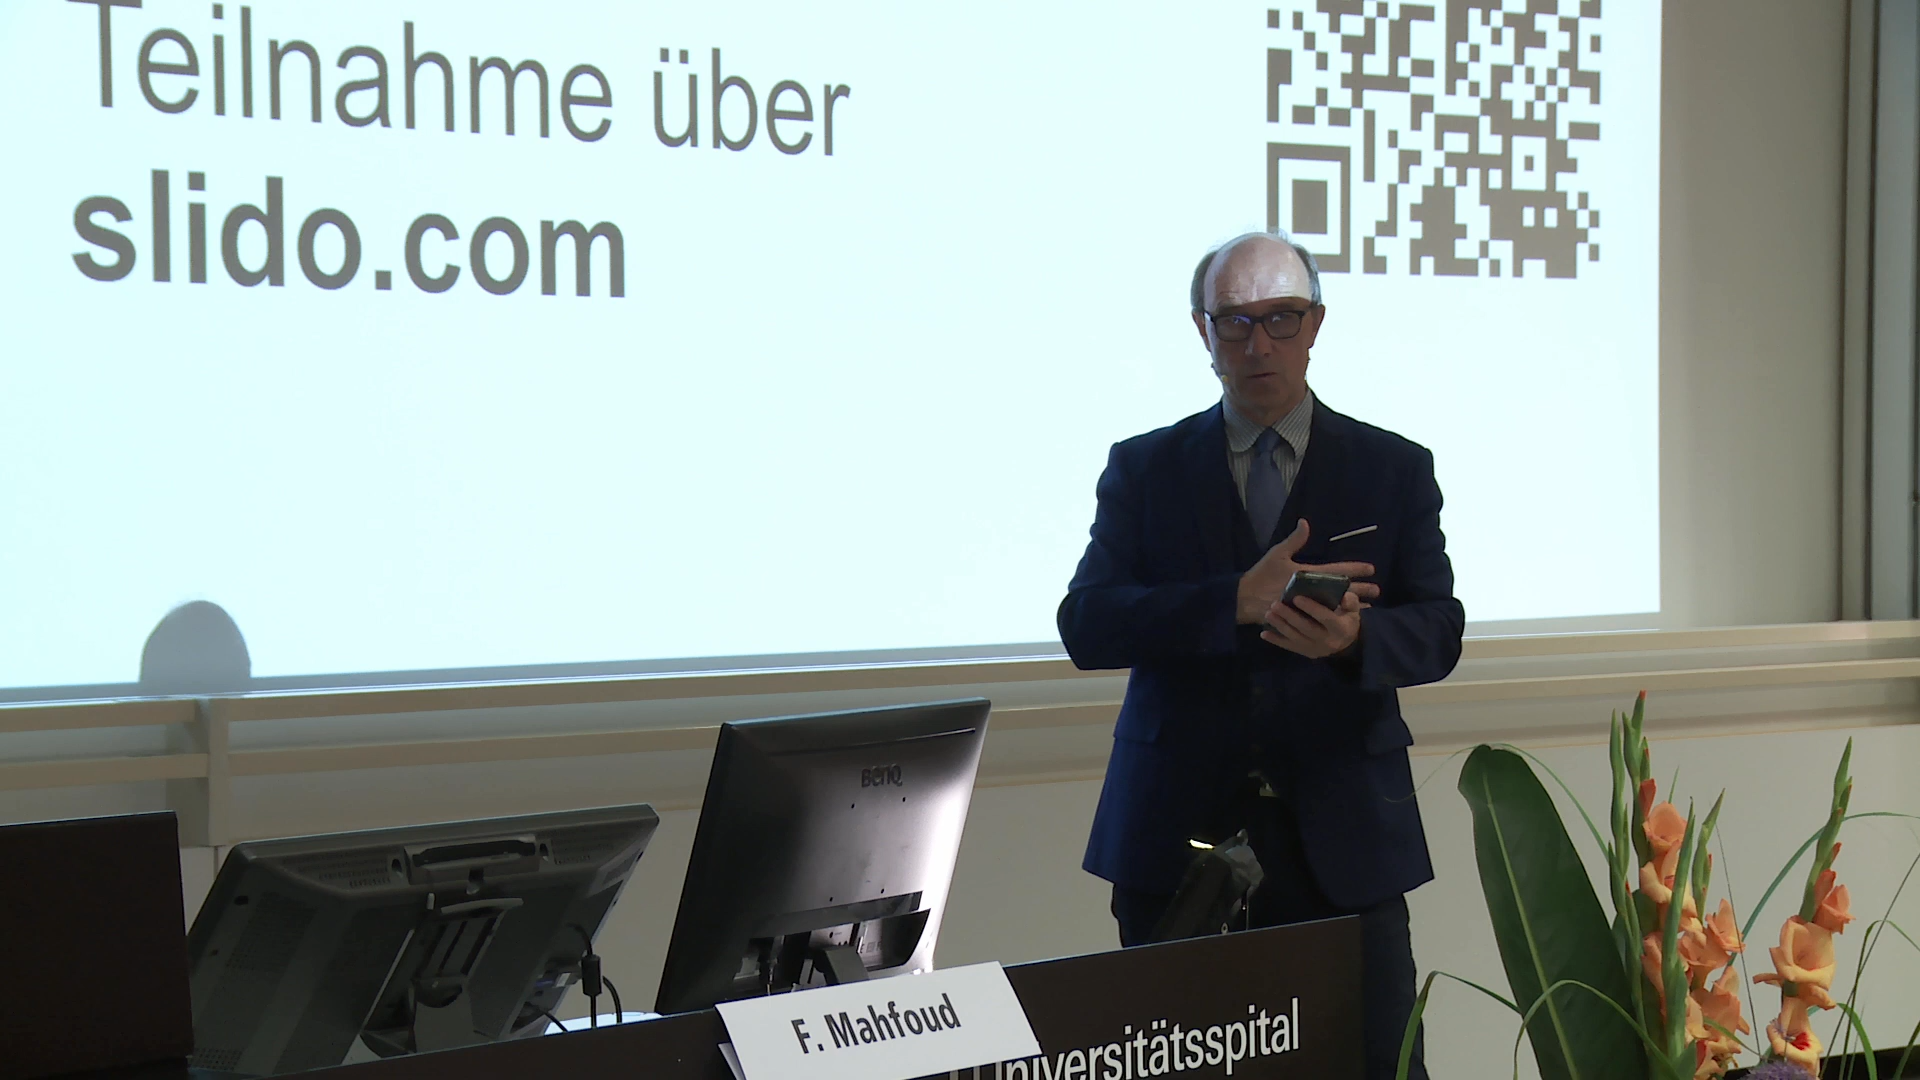 Teilnahme über
slido.com
BenQ
F. Mahfoud
Universitätsspital